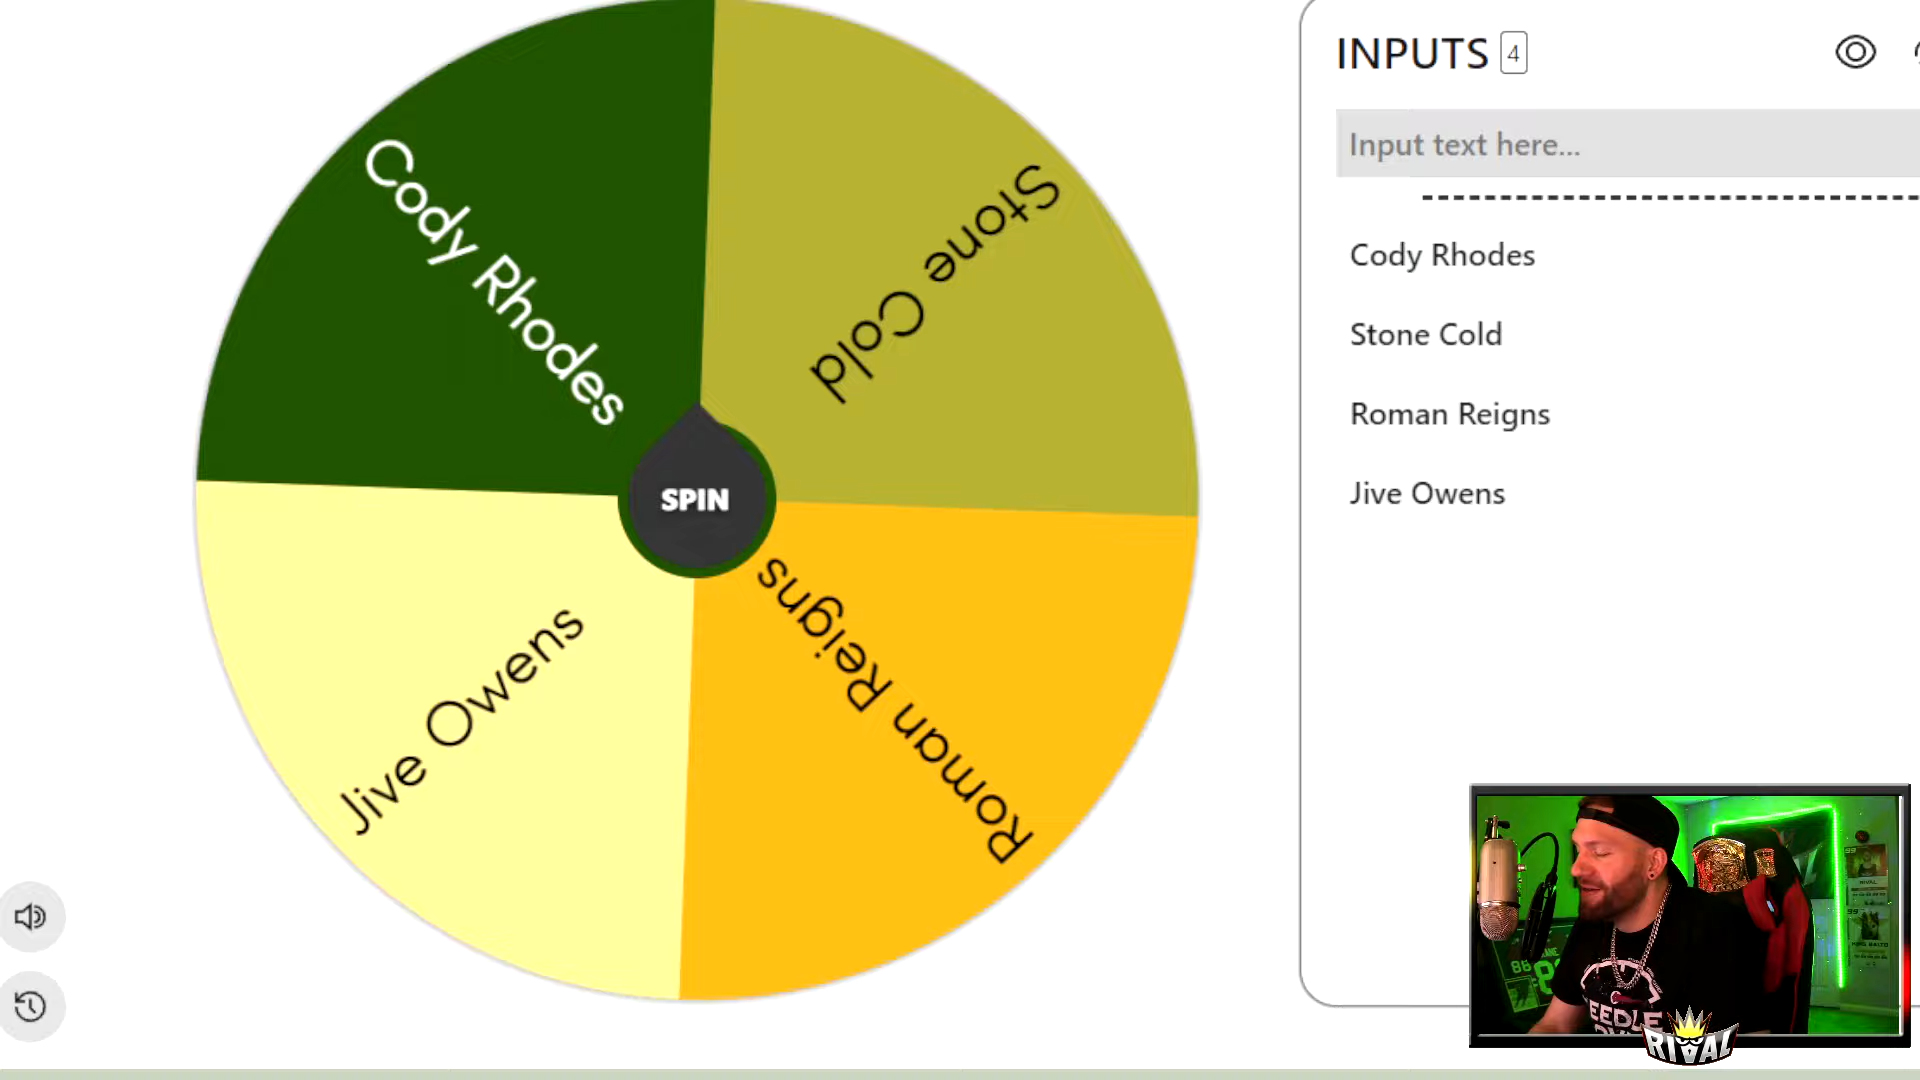 INPUTS 4
Input text here...
Cody Rhodes
Stone Cold
Roman Reigns
Jive Owens
Cody Rhodes
Stone Cold
SPIN
Jive Owens
Roman Reigns
EEDLE
RIVAL